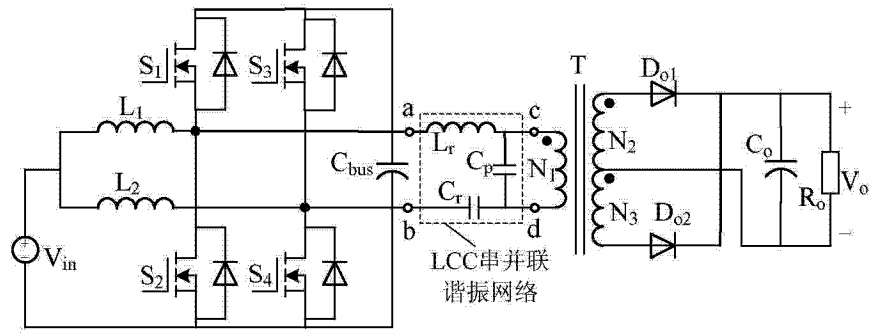 S1 S3 T Do1
L1 a c
Lr N2 +
Cbus Cp N1 Co
L2 Cr Ro Vo
b d N3 Do2 −
Vin S2 S4 LCC串并联
谐振网络